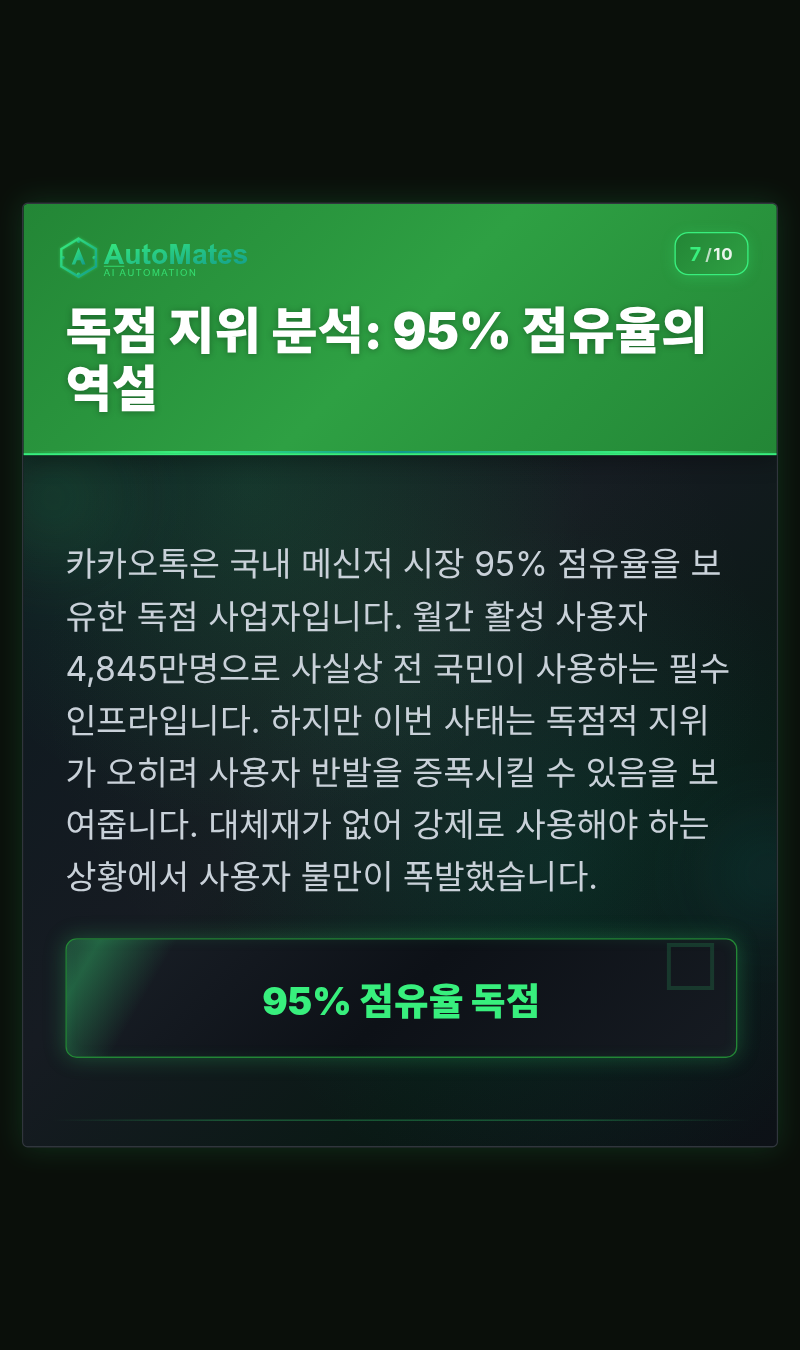 AutoMates
AI AUTOMATION
7 / 10
독점 지위 분석: 95% 점유율의
역설
카카오톡은 국내 메신저 시장 95% 점유율을 보
유한 독점 사업자입니다. 월간 활성 사용자
4,845만명으로 사실상 전 국민이 사용하는 필수
인프라입니다. 하지만 이번 사태는 독점적 지위
가 오히려 사용자 반발을 증폭시킬 수 있음을 보
여줍니다. 대체재가 없어 강제로 사용해야 하는
상황에서 사용자 불만이 폭발했습니다.
95% 점유율 독점